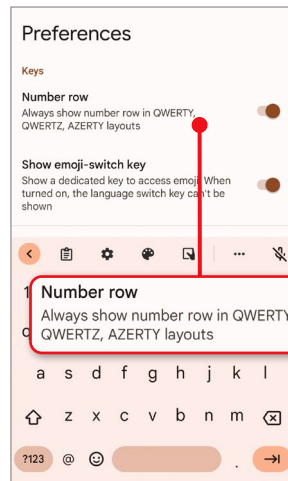 Preferences
Keys
Number row
Always show number row in QWERTY,
QWERTZ, AZERTY layouts
Show emoji-switch key
Show a dedicated key to access emoji. When
turned on, the language switch key can't be
shown
1
Number row
Always show number row in QWERTY
QWERTZ, AZERTY layouts
a s d f g h j k l
z x c v b n m
?123 @ .